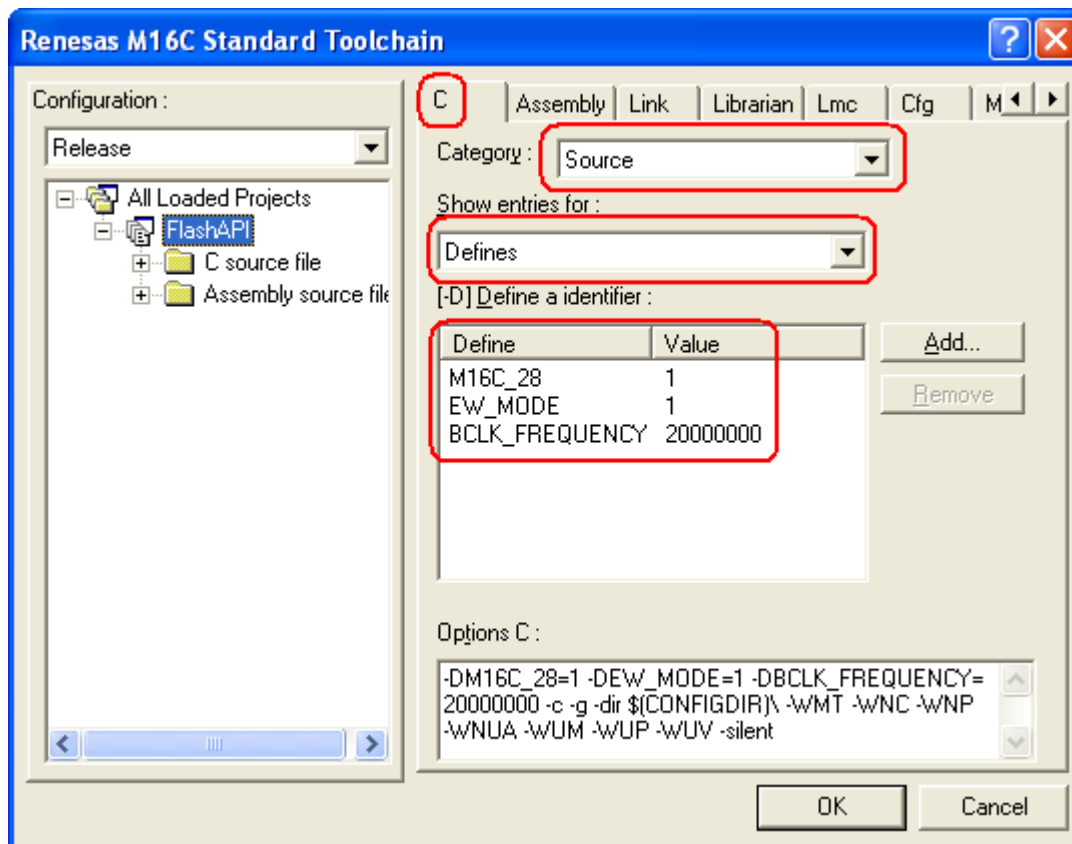 Renesas M16C Standard Toolchain
Configuration :
Release
All Loaded Projects
FlashAPI
C source file
Assembly source file
C Assembly Link Librarian Lmc Cfg M
Category : Source
Show entries for :
Defines
[-D] Define a identifier :
Define Value
M16C_28 1
EW_MODE 1
BCLK_FREQUENCY 20000000
Add...
Remove
Options C :
-DM16C_28=1 -DEW_MODE=1 -DBCLK_FREQUENCY=
20000000 -c -g -dir $(CONFIGDIR)\ -WMT -WNC -WNP
-WNUA -WUM -WUP -WUV -silent
OK Cancel